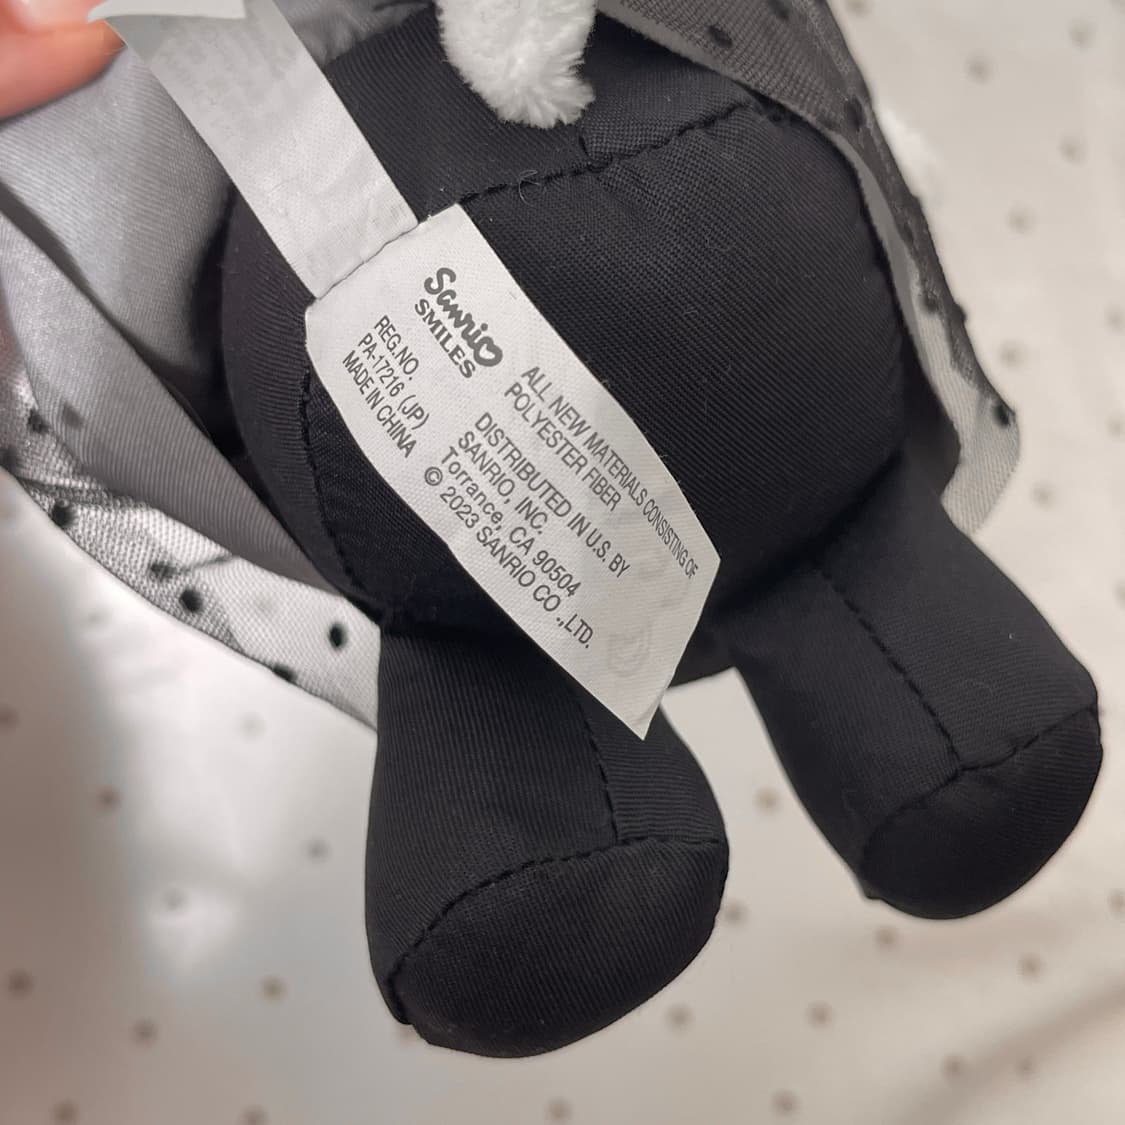 Sanrio
SMILES
REG.NO.
PA-17216 (JP)
MADE IN CHINA
ALL NEW MATERIALS CONSISTING OF
POLYESTER FIBER
DISTRIBUTED IN U.S. BY
SANRIO, INC.
Torrance, CA 90504
© 2023 SANRIO CO .,LTD.